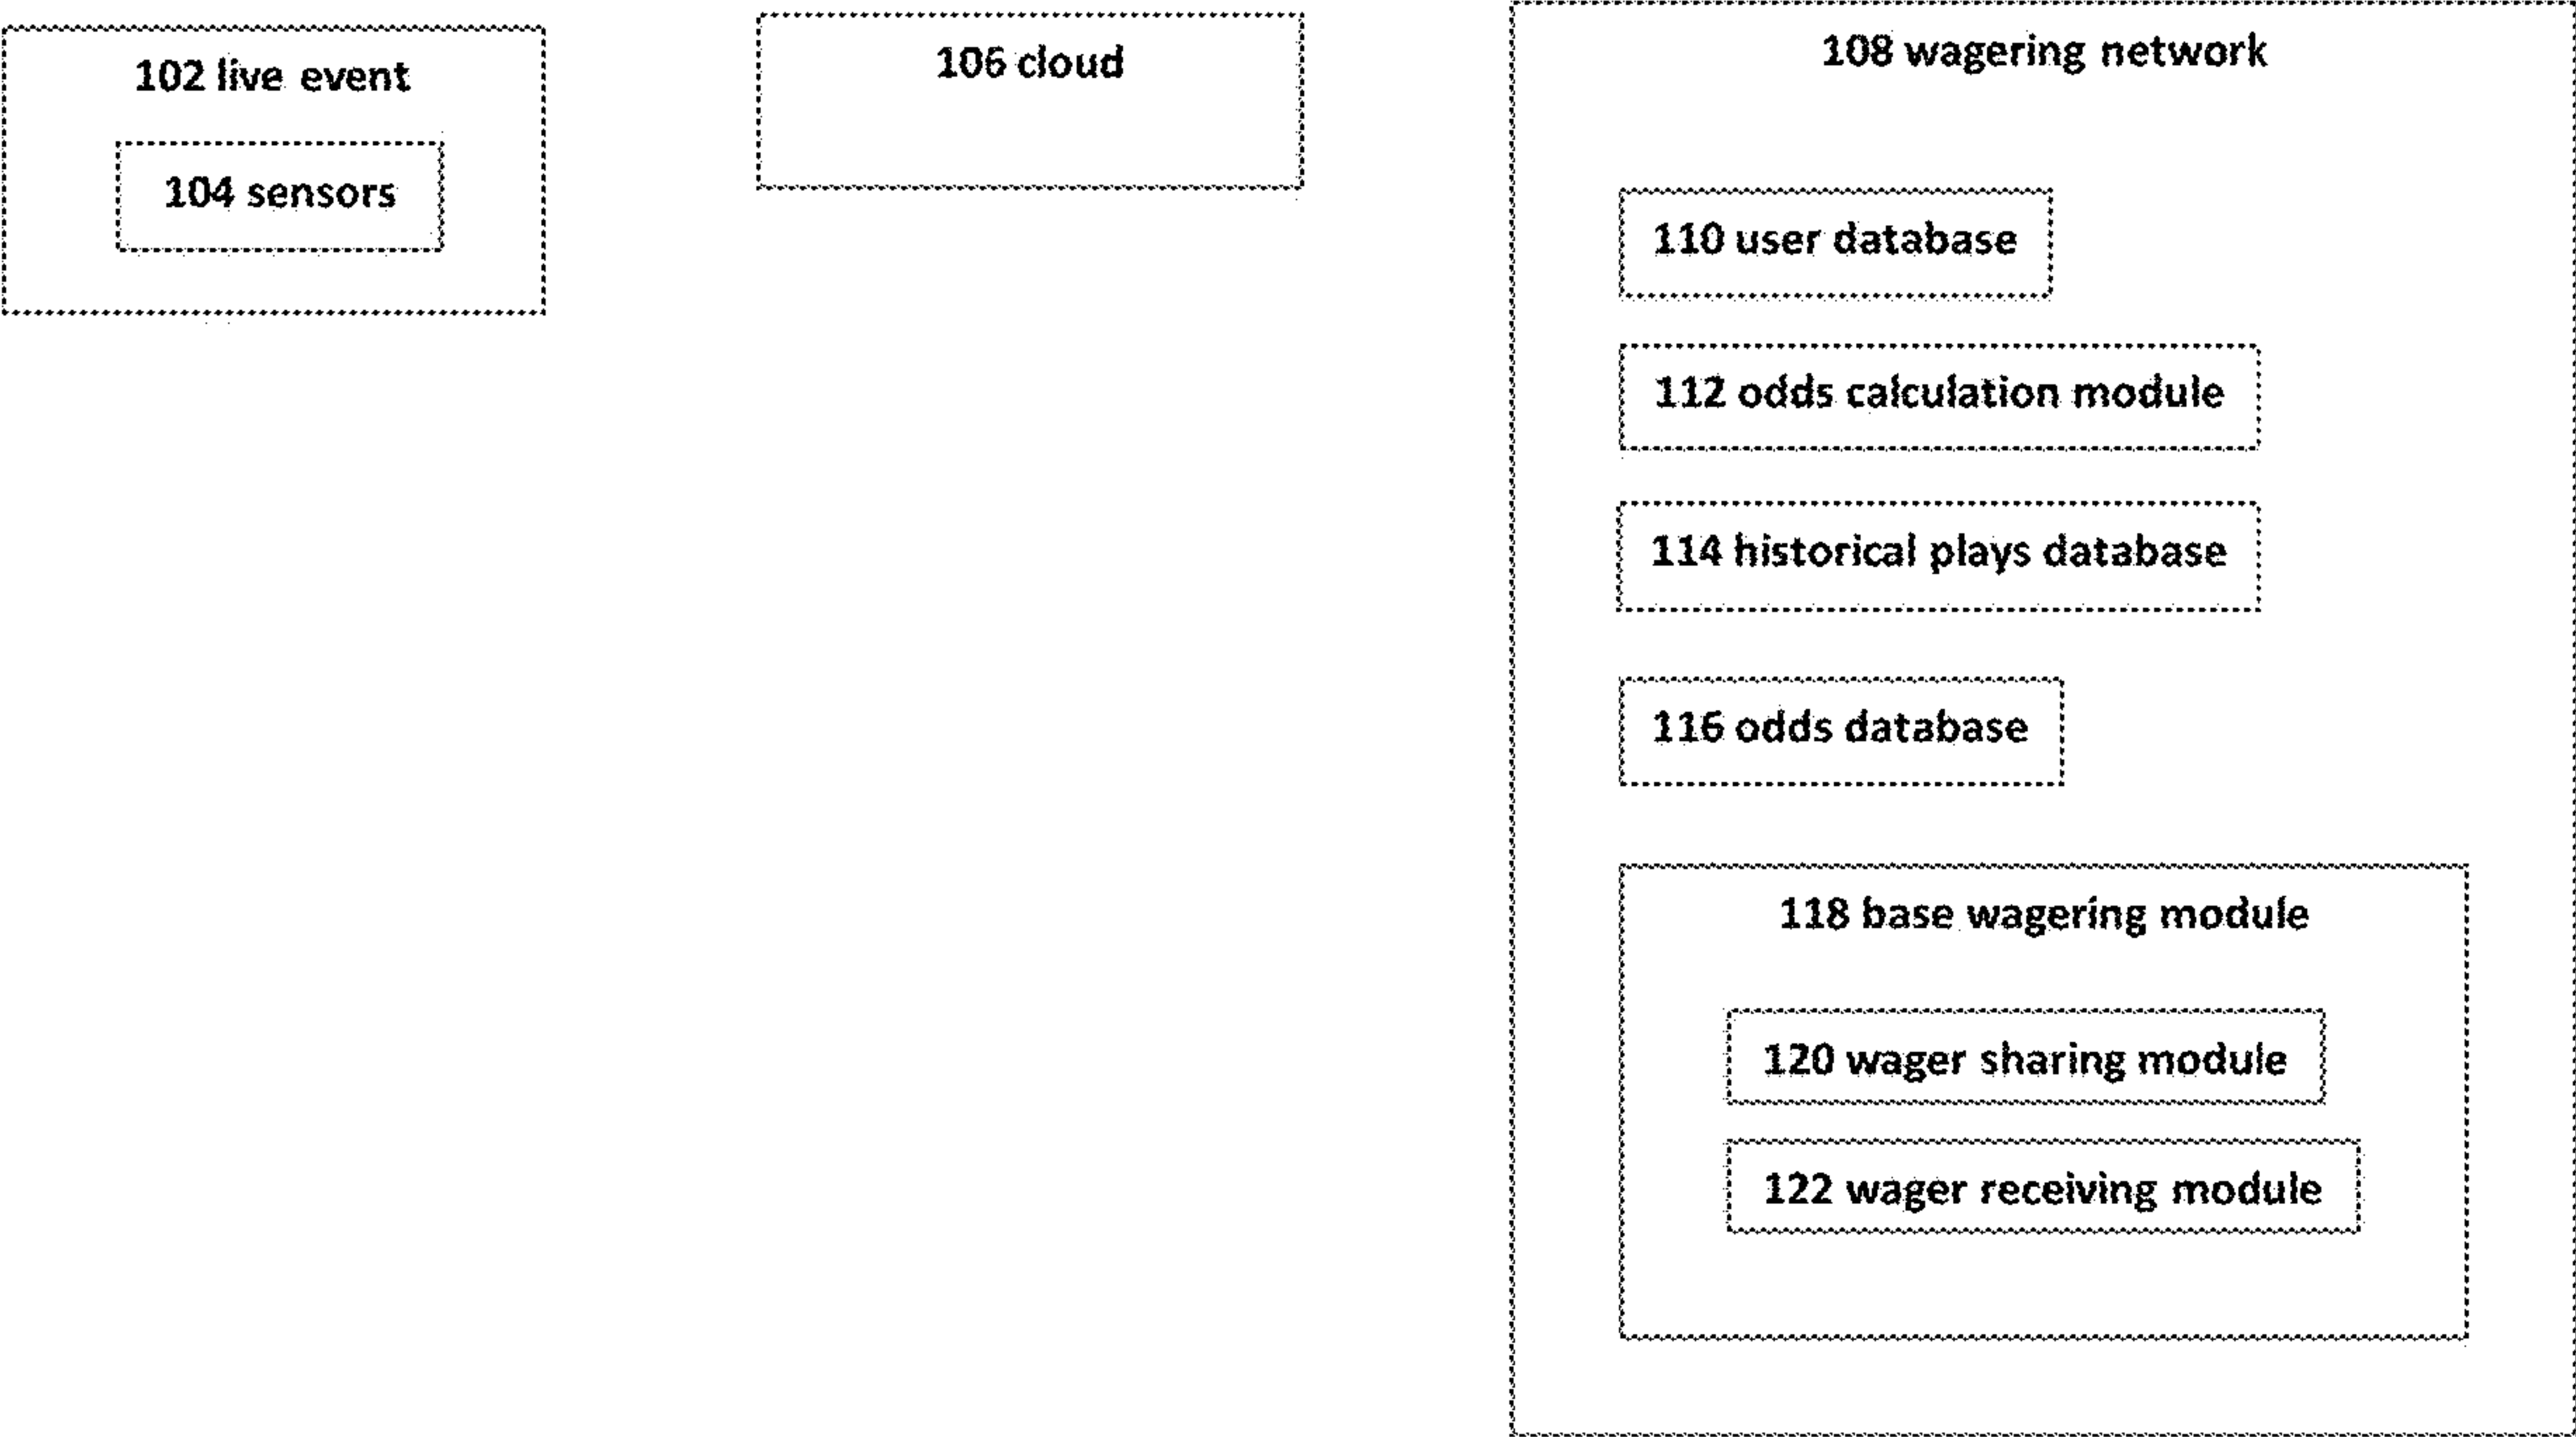 102 live event
104 sensors
106 cloud
108 wagering network
110 user database
112 odds calculation module
114 historical plays database
116 odds database
118 base wagering module
120 wager sharing module
122 wager receiving module